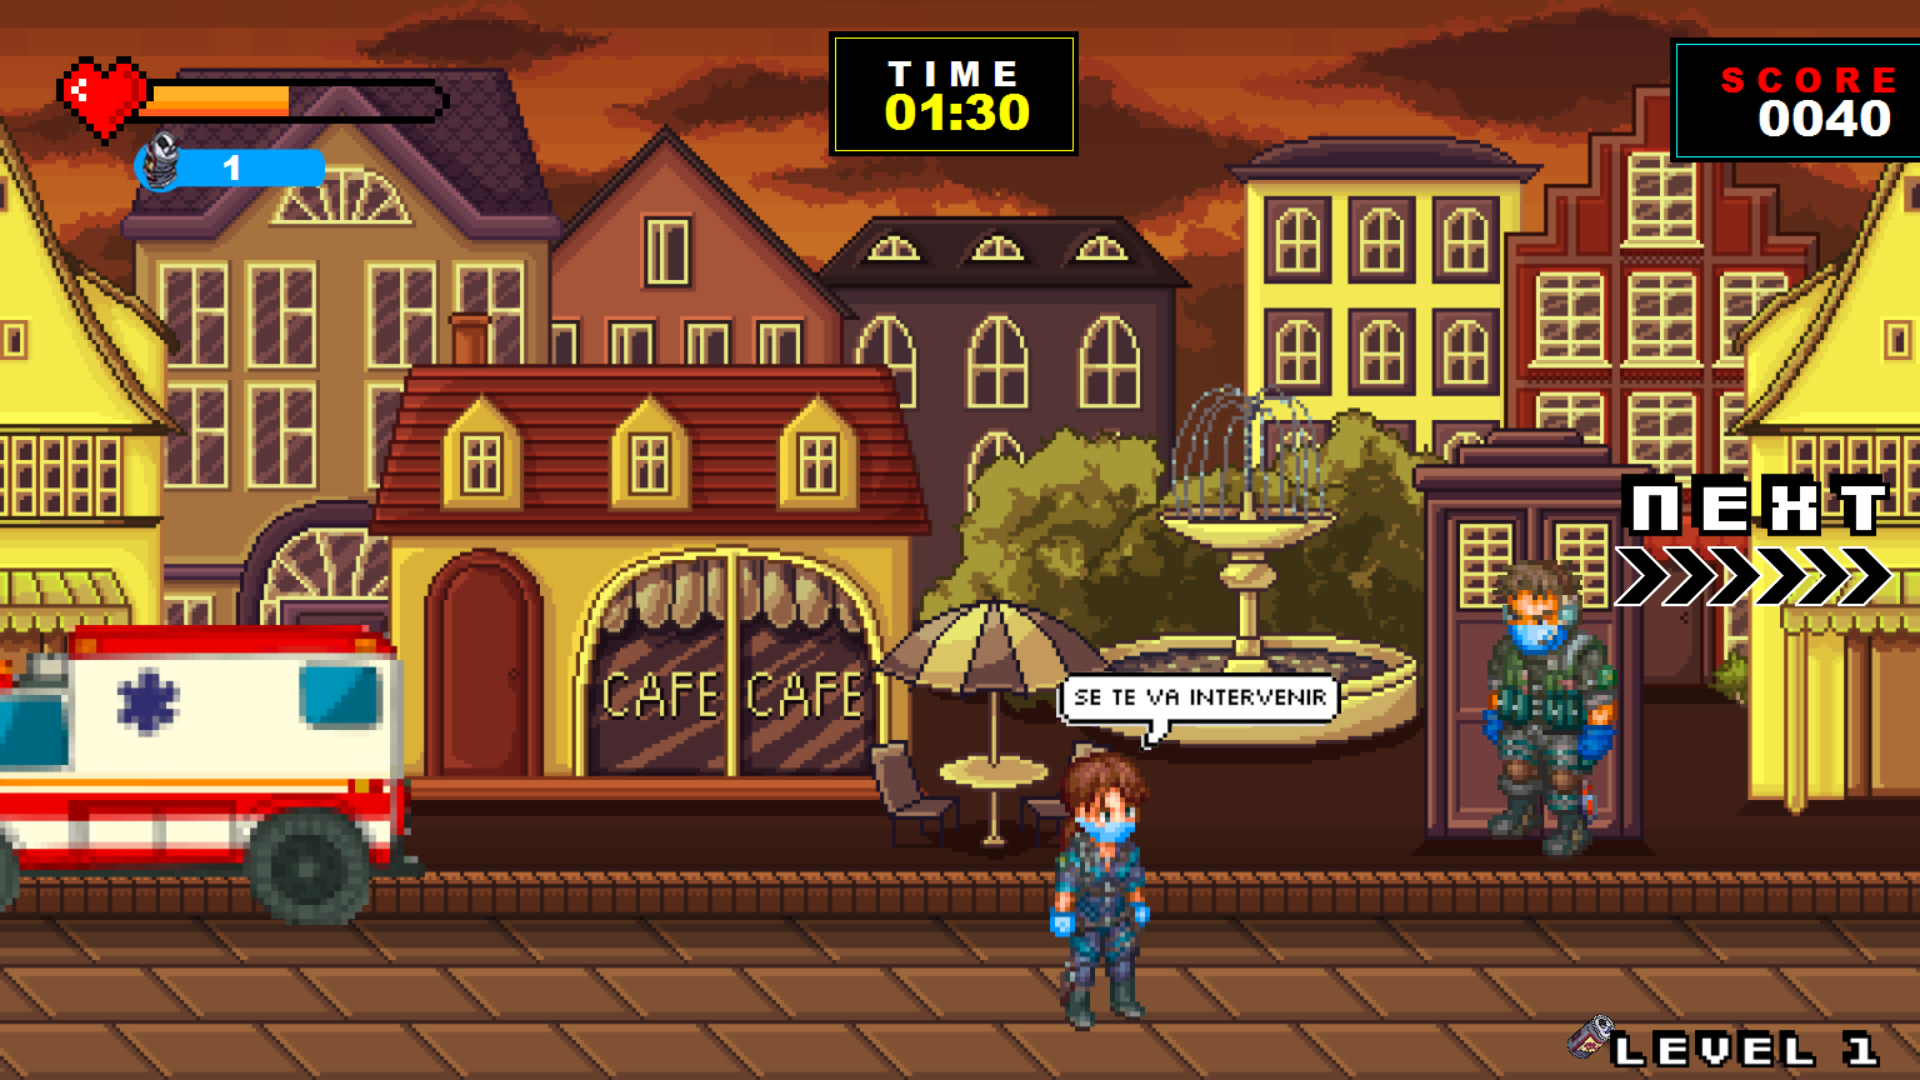 TIME
01:30
SCORE
0040
1
NEXT
CAFE CAFE
SE TE VA INTERVENIR
LEVEL 1